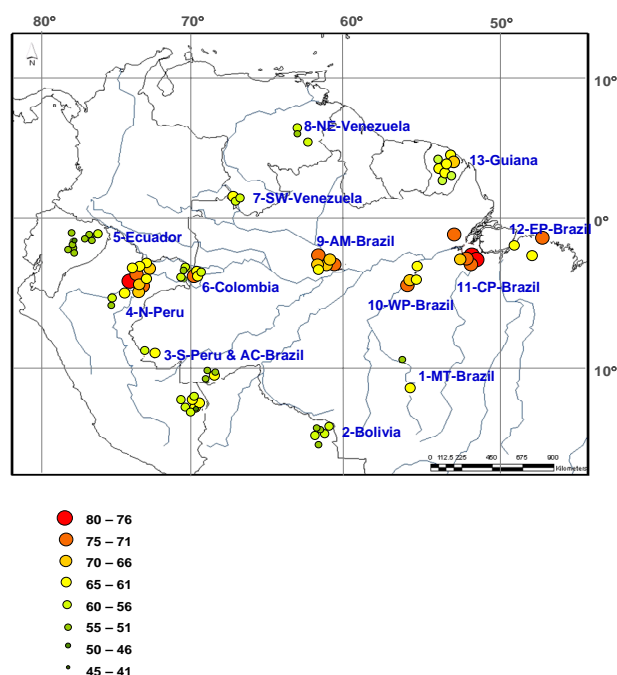 80° 70° 60° 50°
N
10°
8-NE-Venezuela
13-Guiana
7-SW-Venezuela
0°
12-EP-Brazil
5-Ecuador
9-AM-Brazil
6-Colombia
11-CP-Brazil
10-WP-Brazil
4-N-Peru
3-S-Peru & AC-Brazil
10°
1-MT-Brazil
2-Bolivia
0 112.5 225 450 675 900
Kilometers
80 – 76
75 – 71
70 – 66
65 – 61
60 – 56
55 – 51
50 – 46
45 – 41